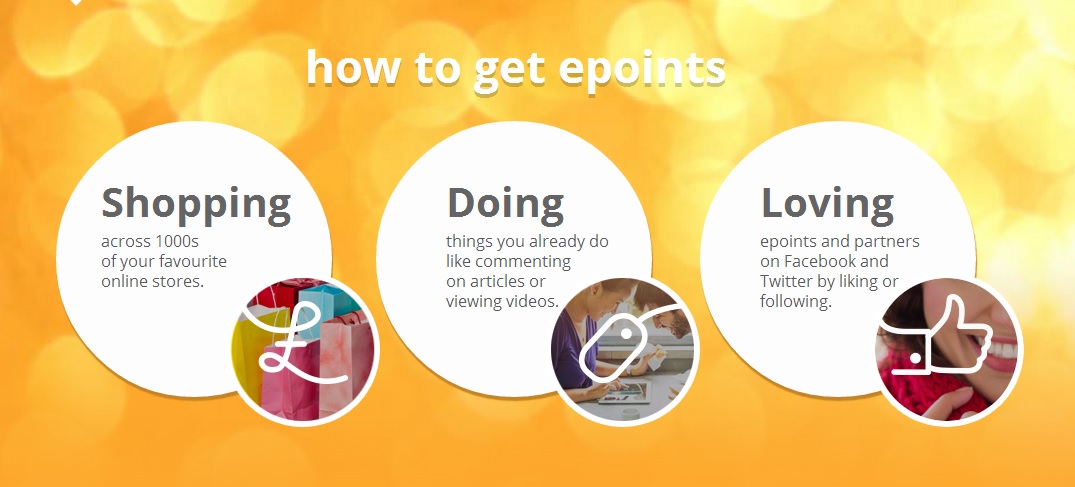 how to get epoints
Shopping
across 1000s
of your favourite
online stores.
Doing
things you already do
like commenting
on articles or
viewing videos.
Loving
epoints and partners
on Facebook and
Twitter by liking or
following.